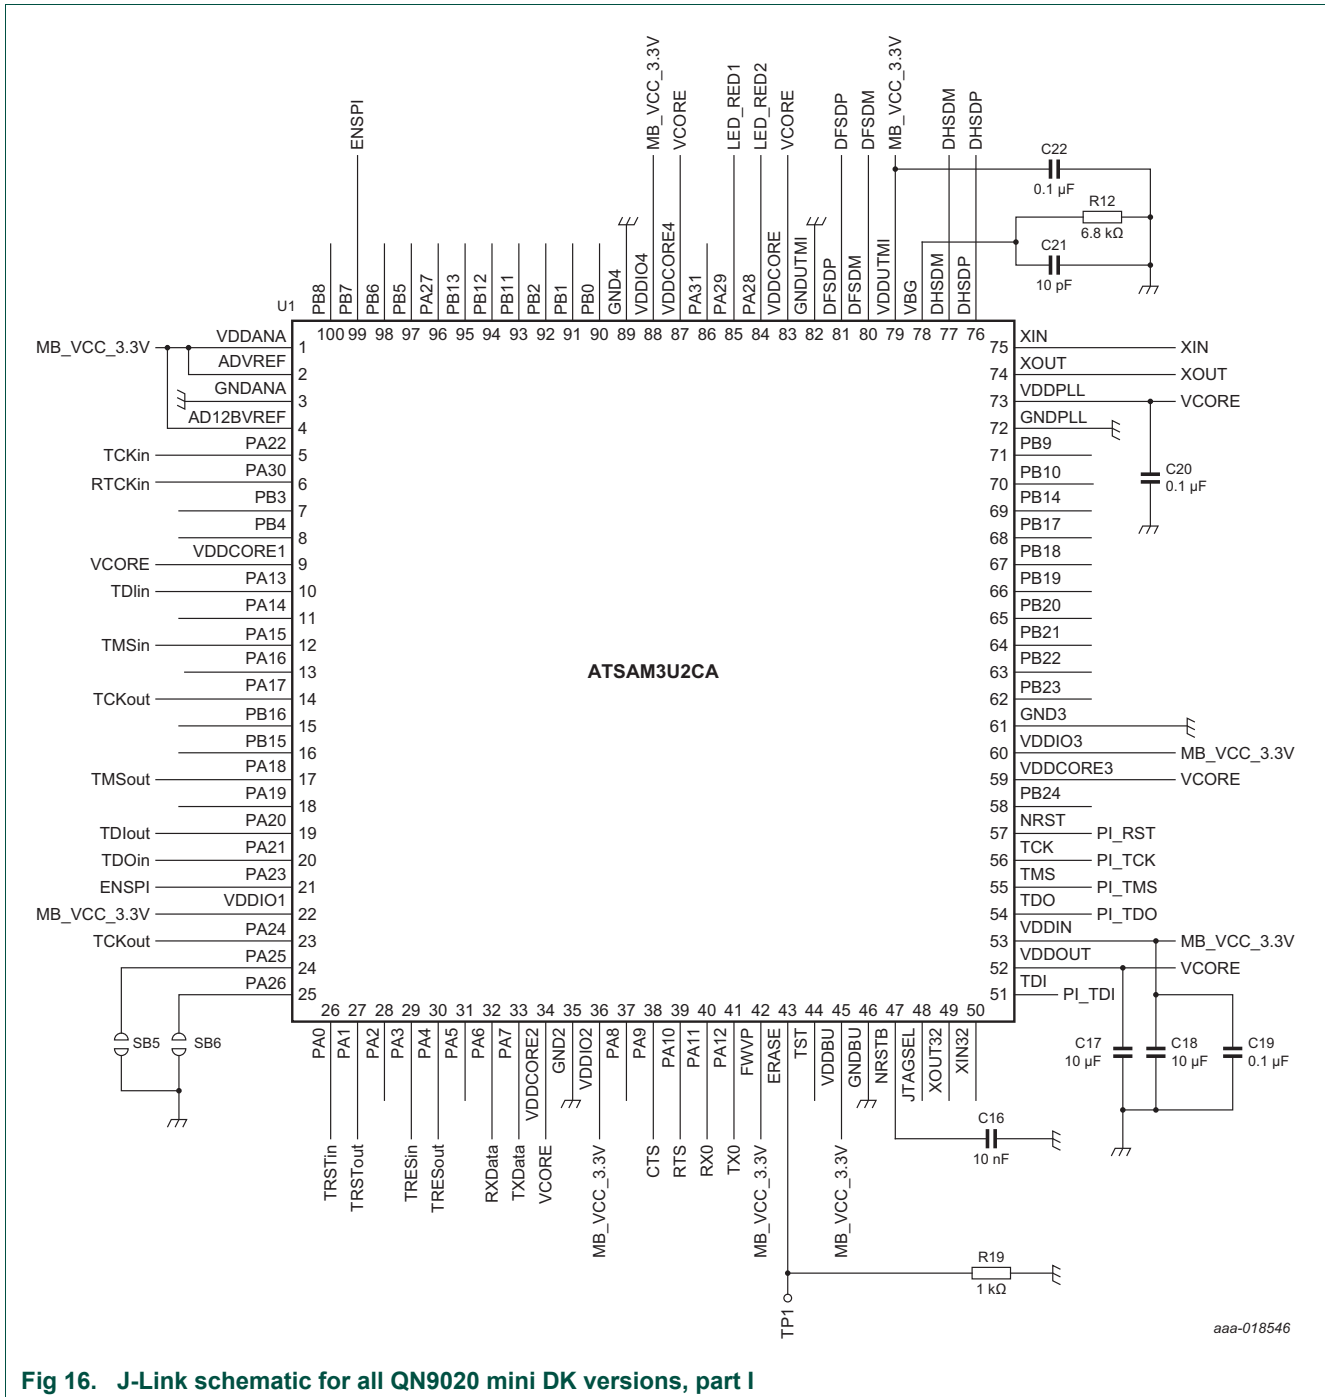 ENSPI
MB_VCC_3.3V
VCORE
LED_RED1
LED_RED2
VCORE
DFSDP
DFSDM
MB_VCC_3.3V
DHSDM
DHSDP
C22
0.1 µF
R12
6.8 kΩ
C21
10 pF
U1
PB8
PB7
PB6
PB5
PA27
PB13
PB12
PB11
PB2
PB1
PB0
GND4
VDDIO4
VDDCORE4
PA31
PA29
PA28
VDDCORE
GNDUTMI
DFSDP
DFSDM
VDDUTMI
VBG
DHSDM
DHSDP
100 99 98 97 96 95 94 93 92 91 90 89 88 87 86 85 84 83 82 81 80 79 78 77 76
MB_VCC_3.3V VDDANA 1
ADVREF 2
GNDANA 3
AD12BVREF 4
TCKin PA22 5
RTCKin PA30 6
PB3 7
PB4 8
VCORE VDDCORE1 9
TDIin PA13 10
PA14 11
TMSin PA15 12
PA16 13
TCKout PA17 14
PB16 15
PB15 16
TMSout PA18 17
PA19 18
TDIout PA20 19
TDOin PA21 20
ENSPI PA23 21
MB_VCC_3.3V VDDIO1 22
TCKout PA24 23
PA25 24
PA26 25
SB5
SB6
ATSAM3U2CA
75 XIN XIN
74 XOUT XOUT
73 VDDPLL VCORE
72 GNDPLL
71 PB9
70 PB10
69 PB14
68 PB17
67 PB18
66 PB19
65 PB20
64 PB21
63 PB22
62 PB23
61 GND3
60 VDDIO3 MB_VCC_3.3V
59 VDDCORE3 VCORE
58 PB24
57 NRST PI_RST
56 TCK PI_TCK
55 TMS PI_TMS
54 TDO PI_TDO
53 VDDIN MB_VCC_3.3V
52 VDDOUT VCORE
51 TDI PI_TDI
C20
0.1 µF
C17
10 µF
C18
10 µF
C19
0.1 µF
26 27 28 29 30 31 32 33 34 35 36 37 38 39 40 41 42 43 44 45 46 47 48 49 50
PA0
PA1
PA2
PA3
PA4
PA5
PA6
PA7
VDDCORE2
GND2
VDDIO2
PA8
PA9
PA10
PA11
PA12
FWVP
ERASE
TST
VDDBU
GNDBU
NRSTB
JTAGSEL
XOUT32
XIN32
TRSTin
TRSTout
TRESin
TRESout
RXData
TXData
VCORE
MB_VCC_3.3V
CTS
RTS
RX0
TX0
MB_VCC_3.3V
MB_VCC_3.3V
C16
10 nF
R19
1 kΩ
TP1
aaa-018546
Fig 16. J-Link schematic for all QN9020 mini DK versions, part I